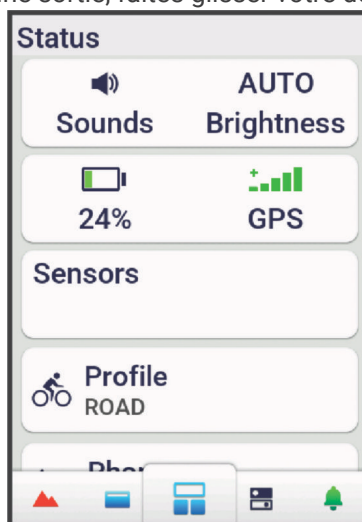 Status
Sounds
AUTO
Brightness
24%
GPS
Sensors
Profile
ROAD